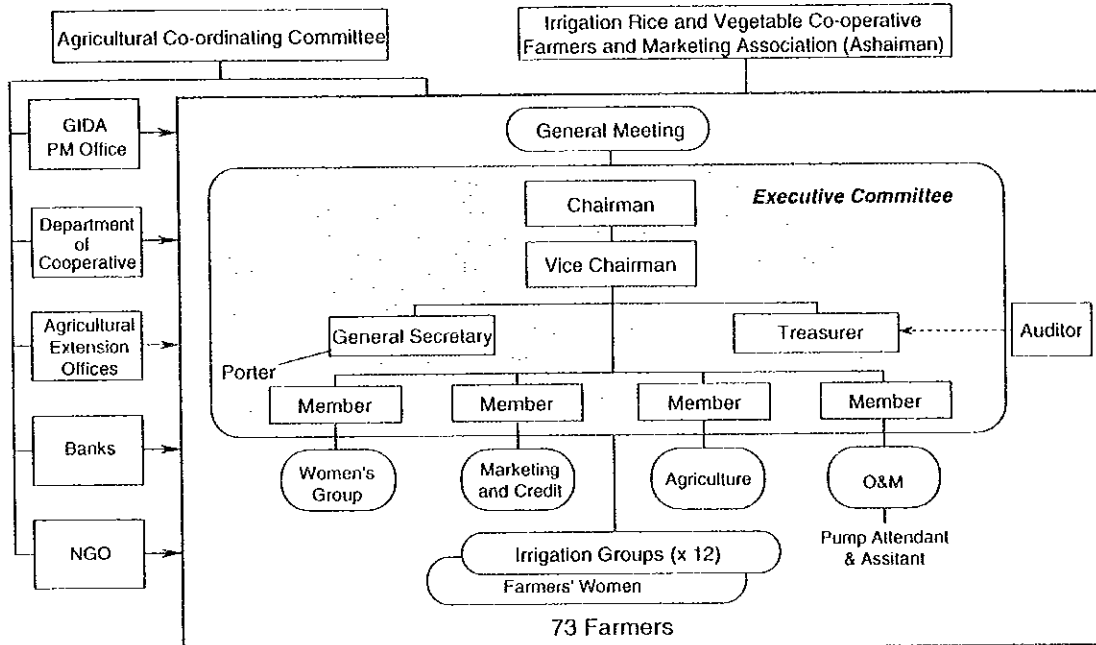 Agricultural Co-ordinating Committee
Irrigation Rice and Vegetable Co-operative
Farmers and Marketing Association (Ashaiman)
GIDA
PM Office
Department
of
Cooperative
Agricultural
Extension
Offices
Banks
NGO
General Meeting
Executive Committee
Chairman
Vice Chairman
General Secretary
Treasurer
Auditor
Porter
Member
Member
Member
Member
Women's
Group
Marketing
and Credit
Agriculture
O&M
Pump Attendant
& Assitant
Irrigation Groups (x 12)
Farmers' Women
73 Farmers